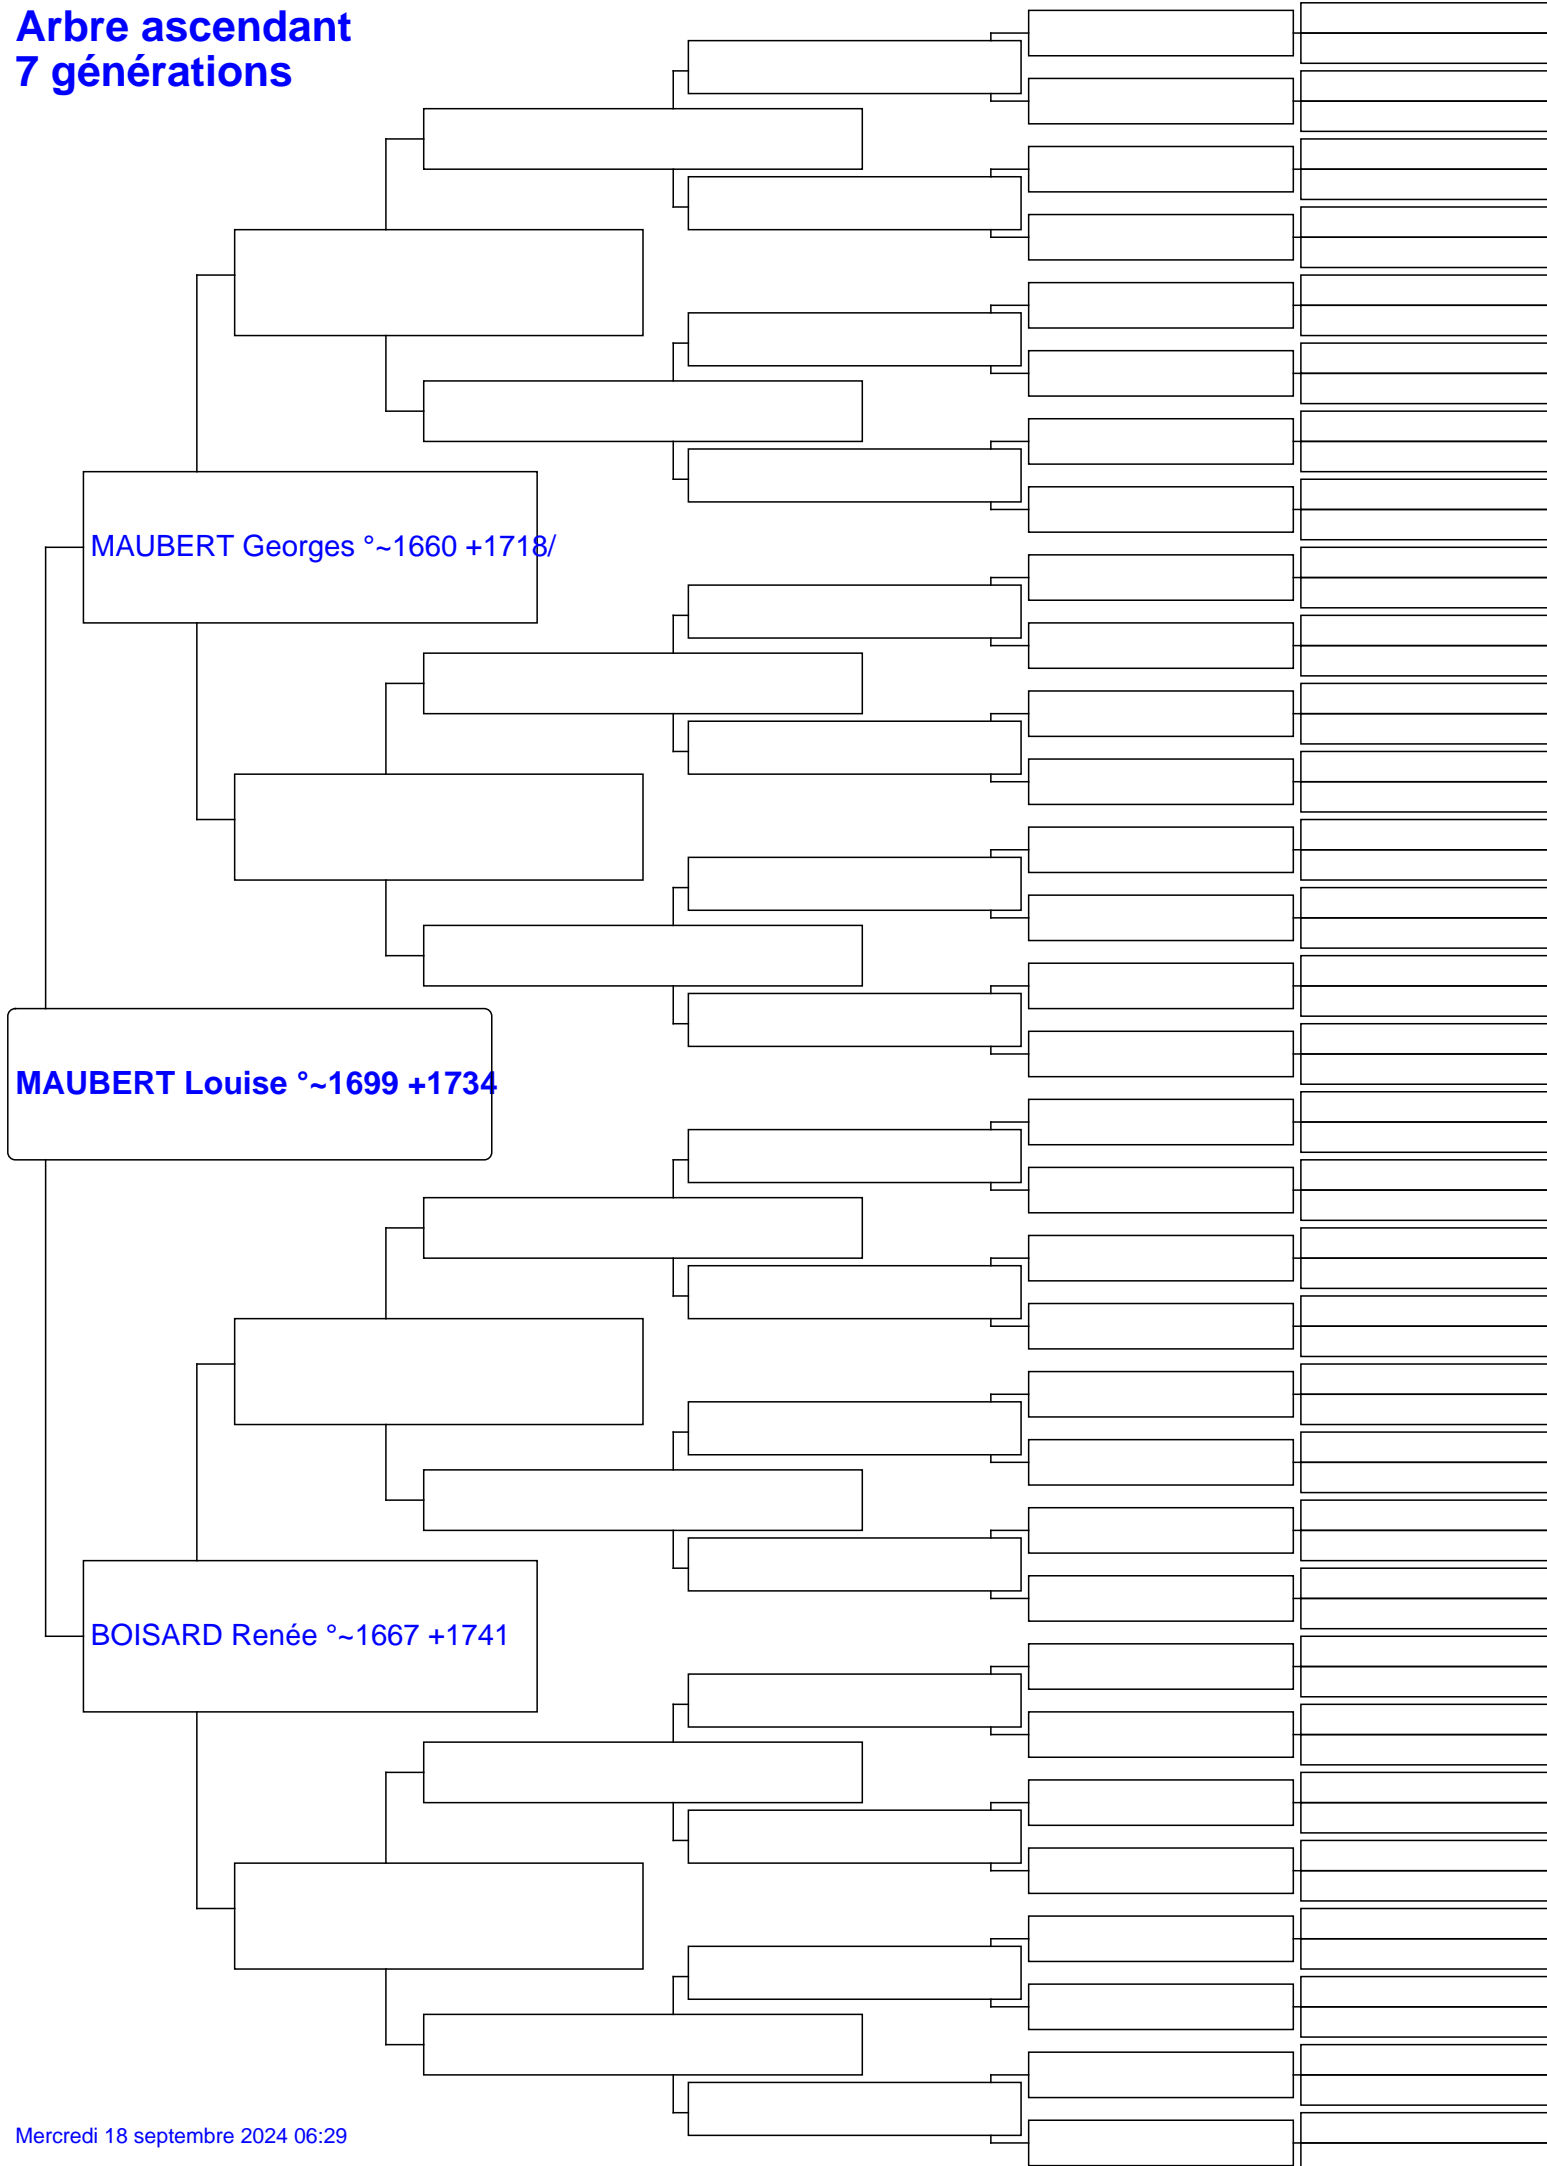 Arbre ascendant
7 générations
MAUBERT Georges °~1660 +1718/
MAUBERT Louise °~1699 +1734
BOISARD Renée °~1667 +1741
Mercredi 18 septembre 2024 06:29